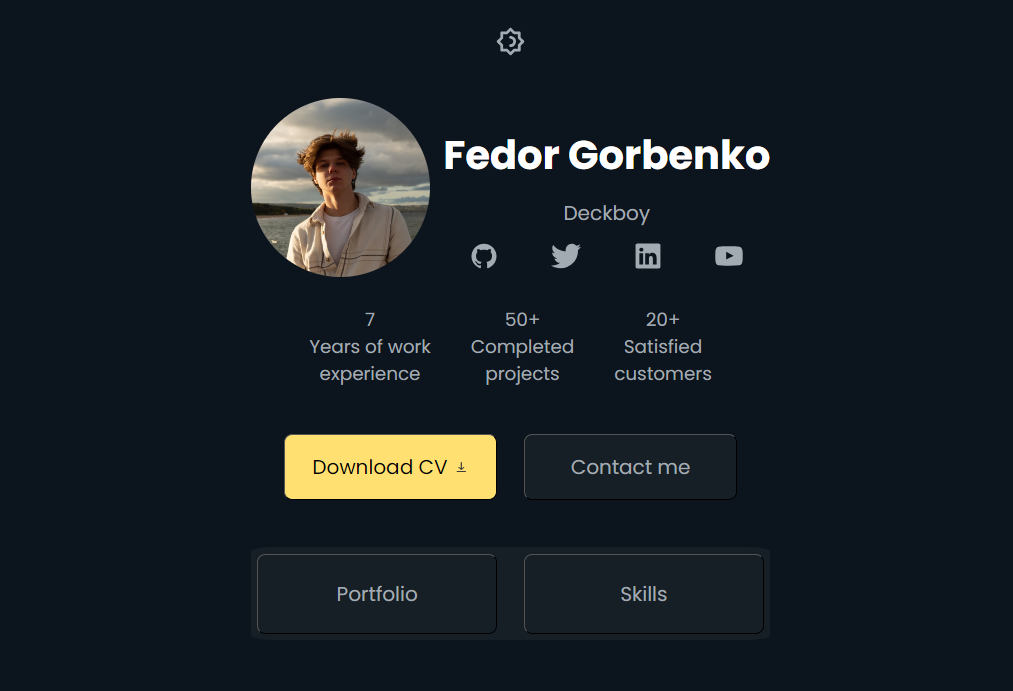 Fedor Gorbenko
Deckboy
7
Years of work
experience
50+
Completed
projects
20+
Satisfied
customers
Download CV
Contact me
Portfolio
Skills